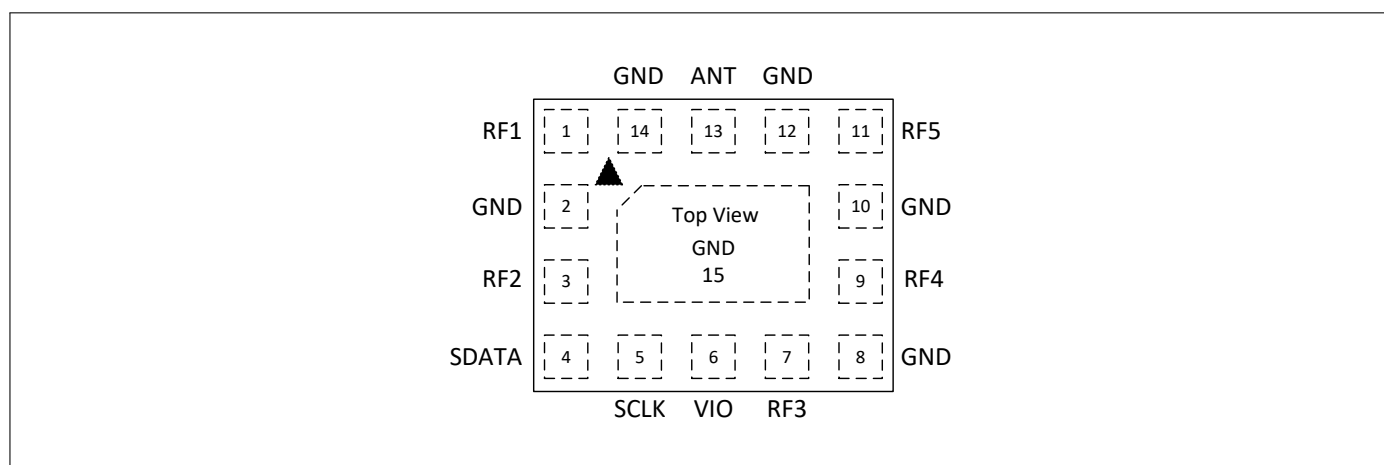 GND ANT GND
RF1 1 14 13 12 11 RF5
GND 2 Top View 10 GND
GND
RF2 3 15 9 RF4
SDATA 4 5 6 7 8 GND
SCLK VIO RF3